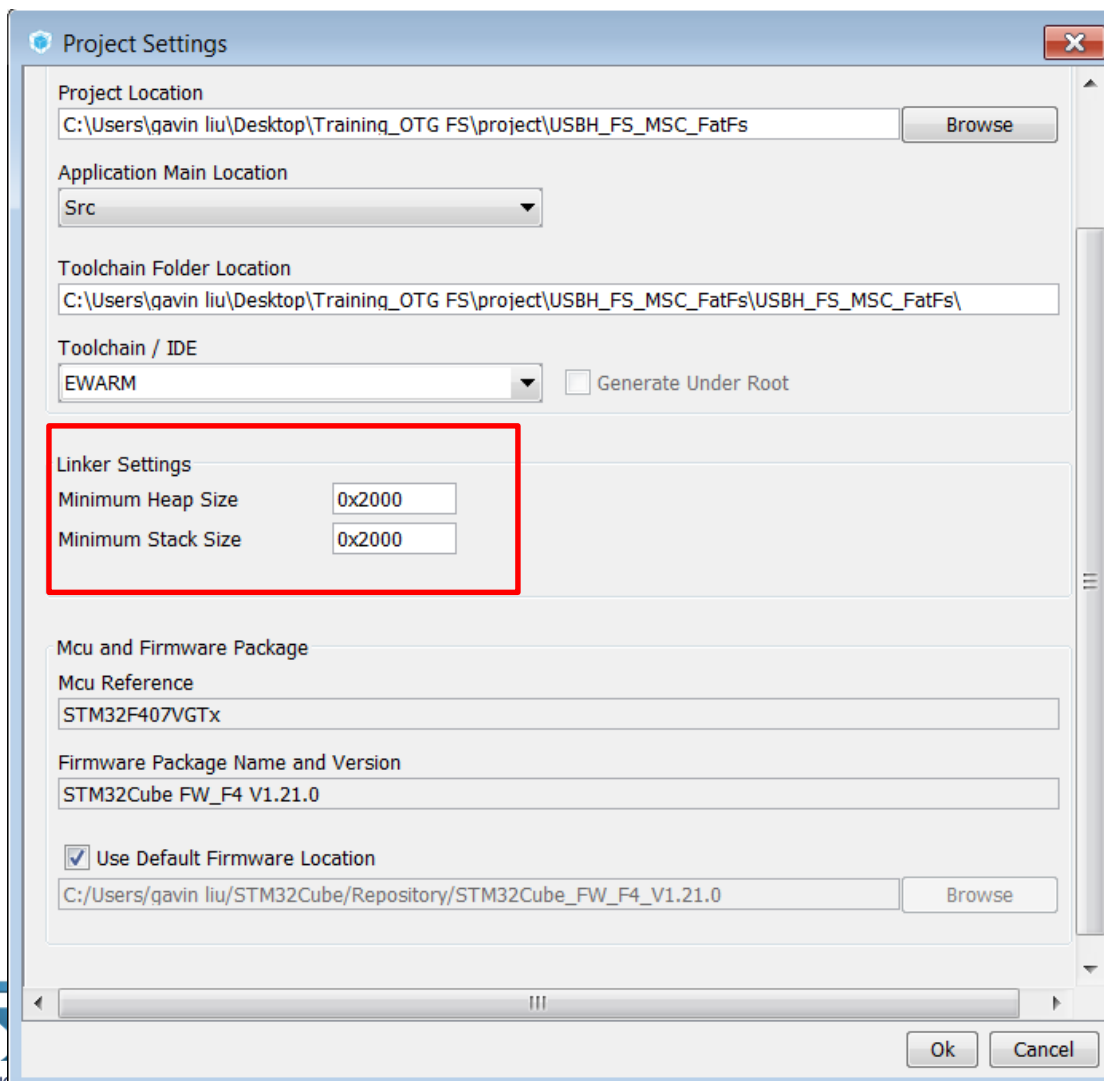 Project Settings
Project Location
C:\Users\gavin liu\Desktop\Training_OTG FS\project\USBH_FS_MSC_FatFs
Browse
Application Main Location
Src
Toolchain Folder Location
C:\Users\gavin liu\Desktop\Training_OTG FS\project\USBH_FS_MSC_FatFs\USBH_FS_MSC_FatFs\
Toolchain / IDE
EWARM
Generate Under Root
Linker Settings
Minimum Heap Size 0x2000
Minimum Stack Size 0x2000
Mcu and Firmware Package
Mcu Reference
STM32F407VGTx
Firmware Package Name and Version
STM32Cube FW_F4 V1.21.0
Use Default Firmware Location
C:/Users/gavin liu/STM32Cube/Repository/STM32Cube_FW_F4_V1.21.0
Browse
Ok Cancel